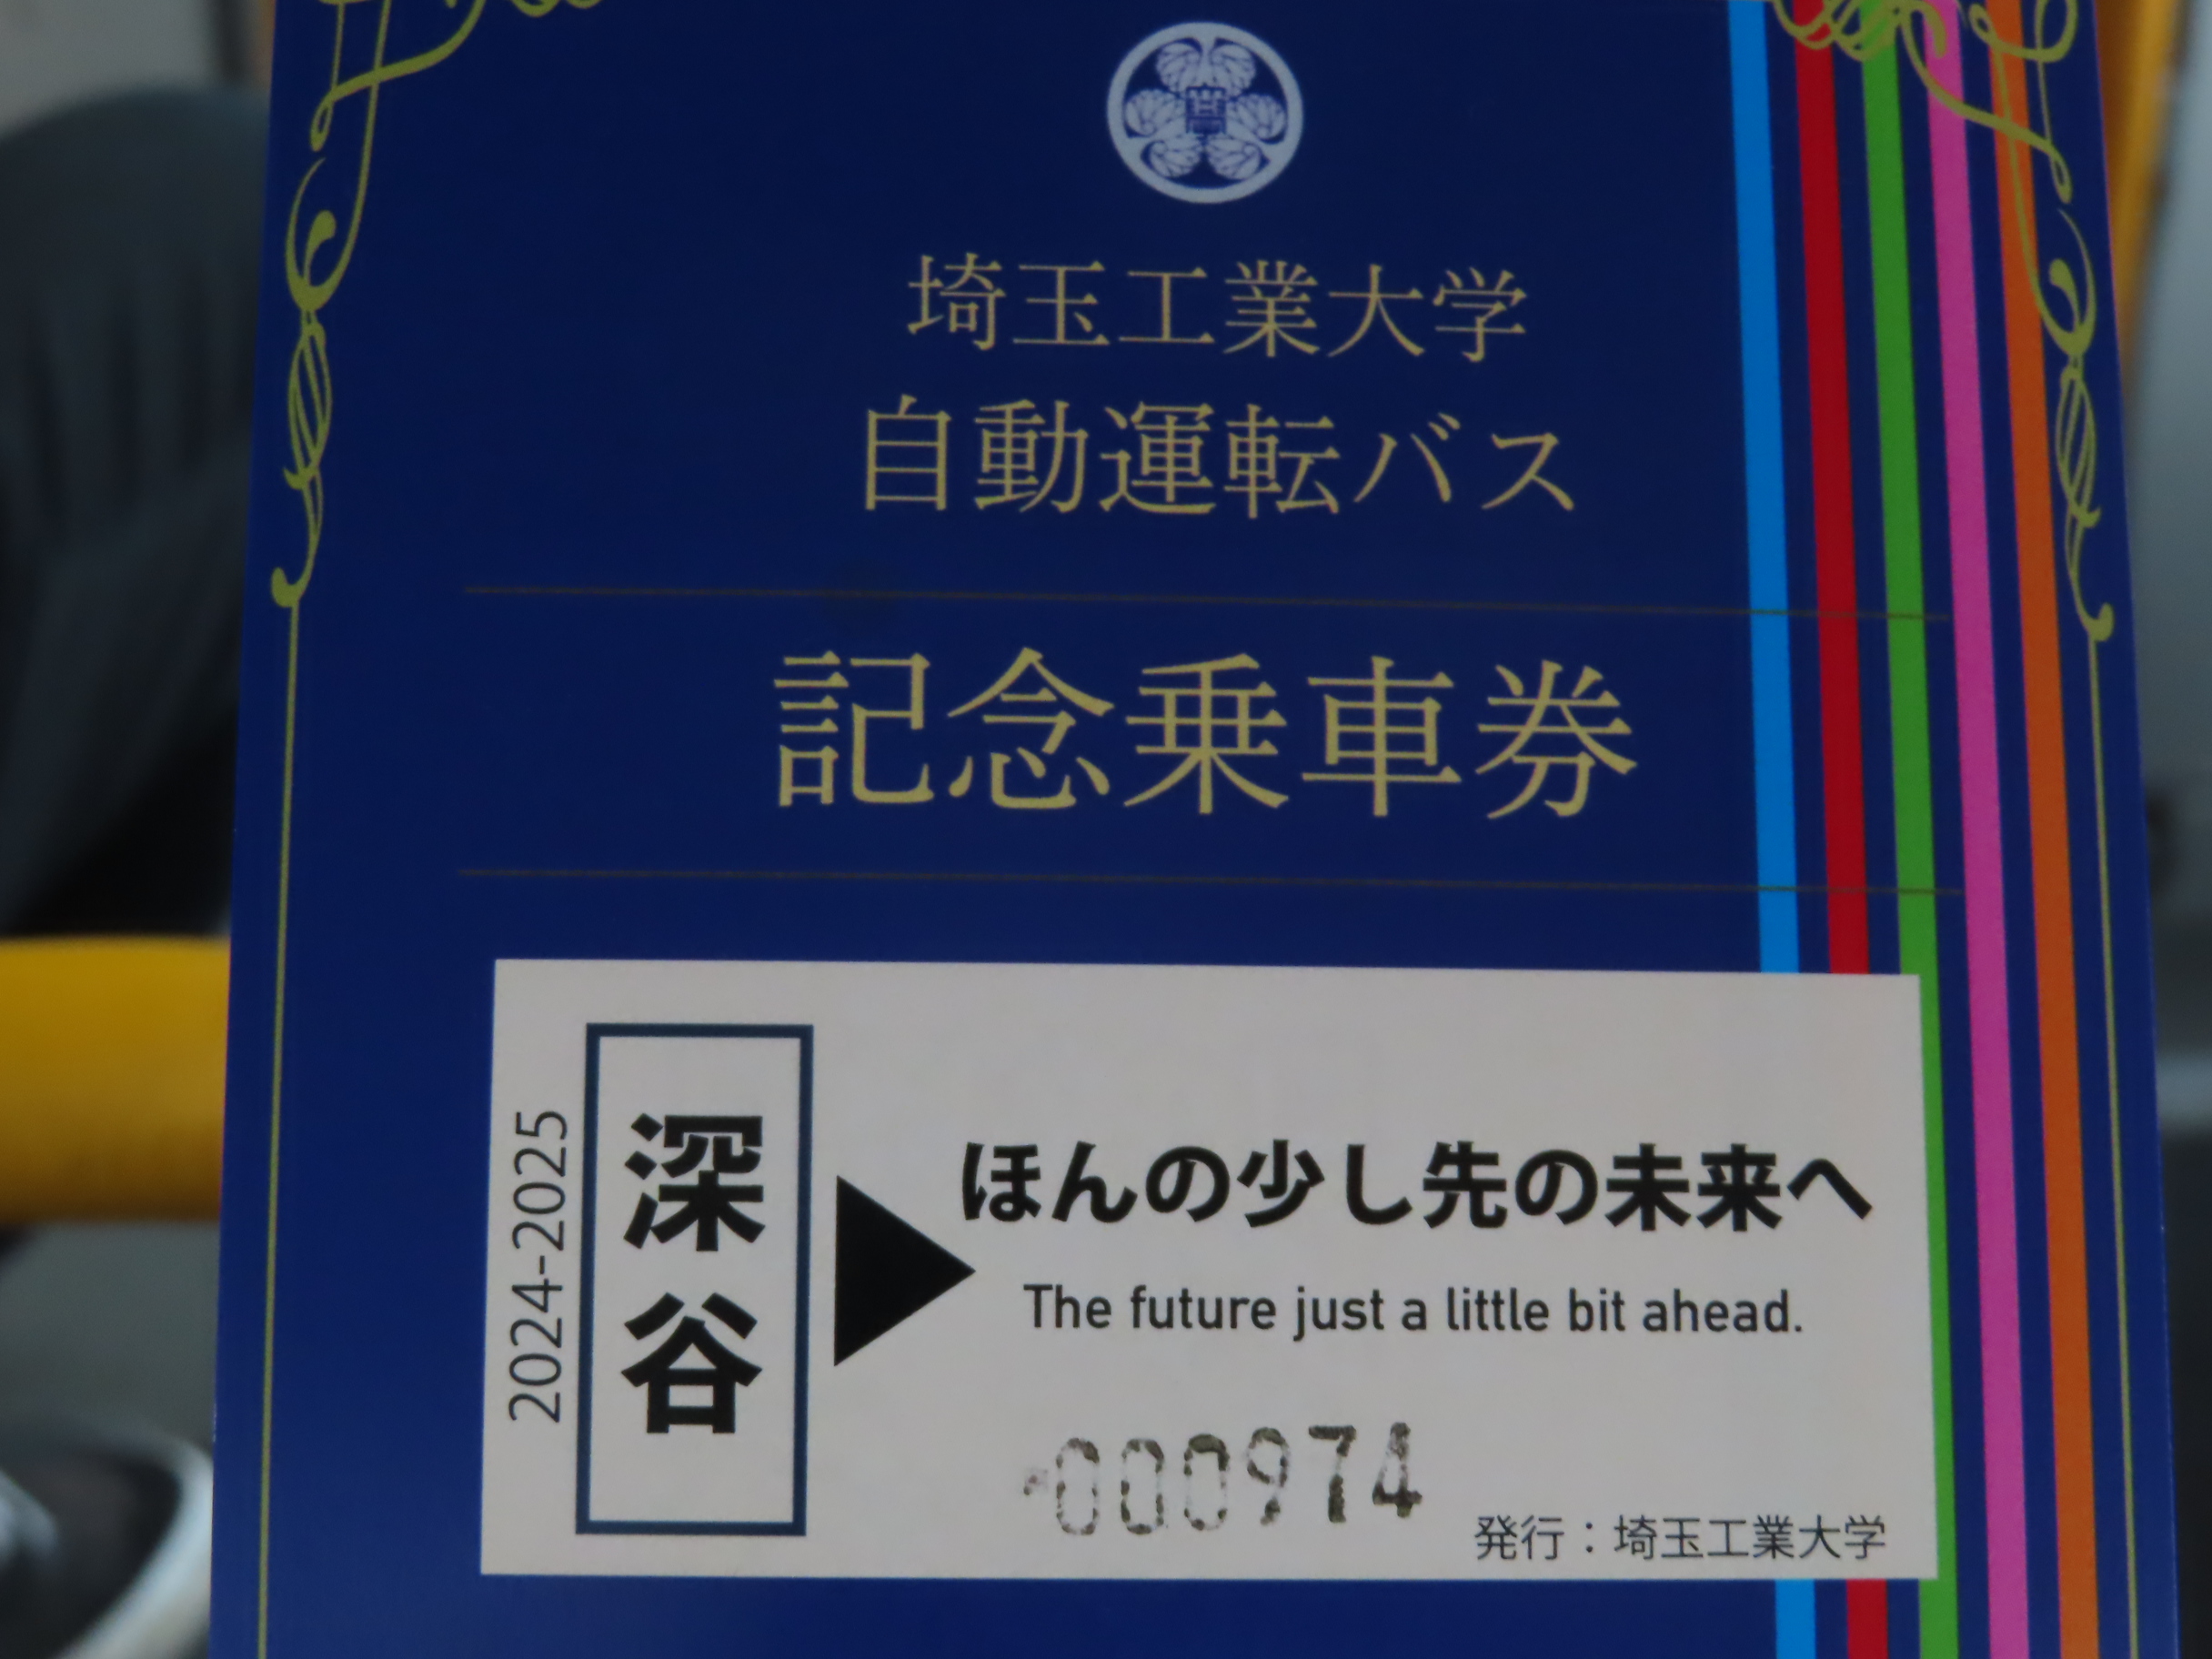 埼玉工業大学
自動運転バス
記念乗車券
2024-2025
深谷
ほんの少し先の未来へ
The future just a little bit ahead.
000974
発行：埼玉工業大学